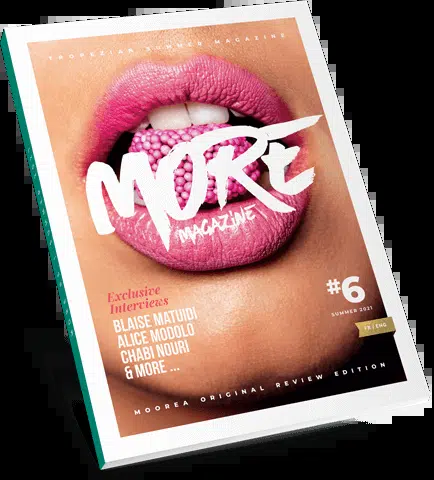 TROPEZIAN SUMMER MAGAZINE
MORE
MAGAZINE
Exclusive
Interviews
BLAISE MATUIDI
ALICE MODOLO
CHABI NOURI
& MORE ...
#6
SUMMER 2021
FR / ENG
MOOREA ORIGINAL REVIEW EDITION